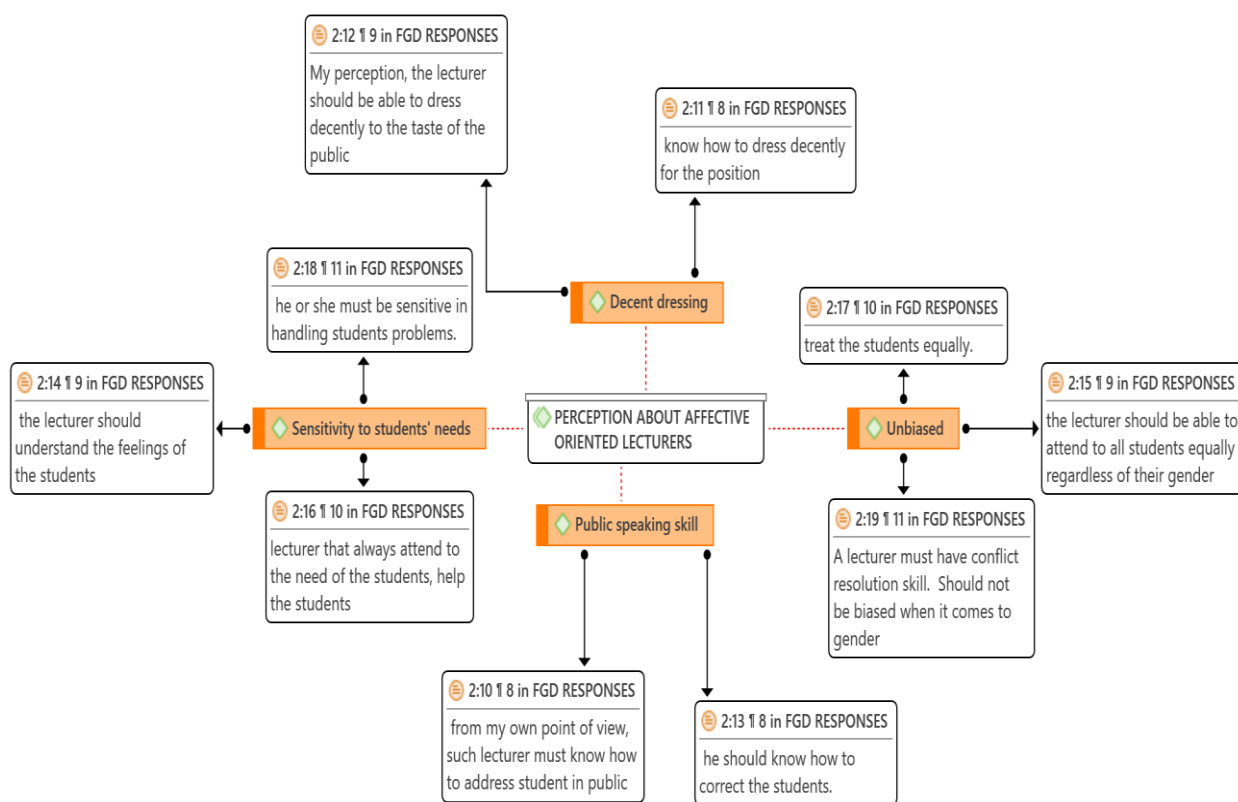 2:12 ¶ 9 in FGD RESPONSES
My perception, the lecturer
should be able to dress
decently to the taste of the
public
2:11 ¶ 8 in FGD RESPONSES
know how to dress decently
for the position
2:18 ¶ 11 in FGD RESPONSES
he or she must be sensitive in
handling students problems.
Decent dressing
2:17 ¶ 10 in FGD RESPONSES
treat the students equally.
2:14 ¶ 9 in FGD RESPONSES
the lecturer should
understand the feelings of
the students
Sensitivity to students' needs
PERCEPTION ABOUT AFFECTIVE
ORIENTED LECTURERS
Unbiased
2:15 ¶ 9 in FGD RESPONSES
the lecturer should be able to
attend to all students equally
regardless of their gender
2:16 ¶ 10 in FGD RESPONSES
lecturer that always attend to
the need of the students, help
the students
Public speaking skill
2:19 ¶ 11 in FGD RESPONSES
A lecturer must have conflict
resolution skill.  Should not
be biased when it comes to
gender
2:10 ¶ 8 in FGD RESPONSES
from my own point of view,
such lecturer must know how
to address student in public
2:13 ¶ 8 in FGD RESPONSES
he should know how to
correct the students.